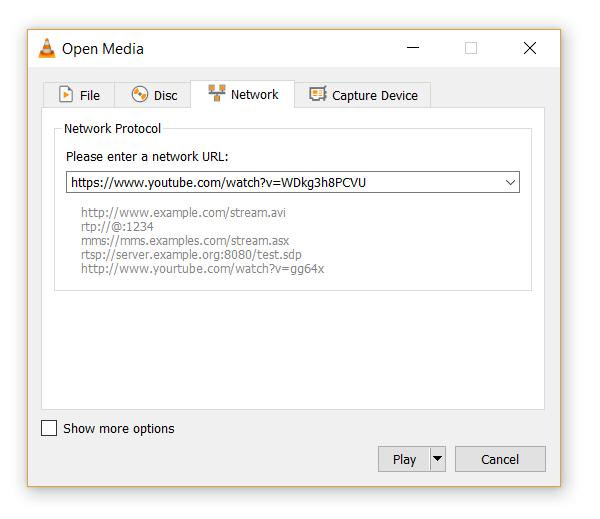 Open Media
File Disc Network Capture Device
Network Protocol
Please enter a network URL:
https://www.youtube.com/watch?v=WDkg3h8PCVU
http://www.example.com/stream.avi
rtp://@:1234
mms://mms.examples.com/stream.asx
rtsp://server.example.org:8080/test.sdp
http://www.yourtube.com/watch?v=gg64x
Show more options
Play Cancel